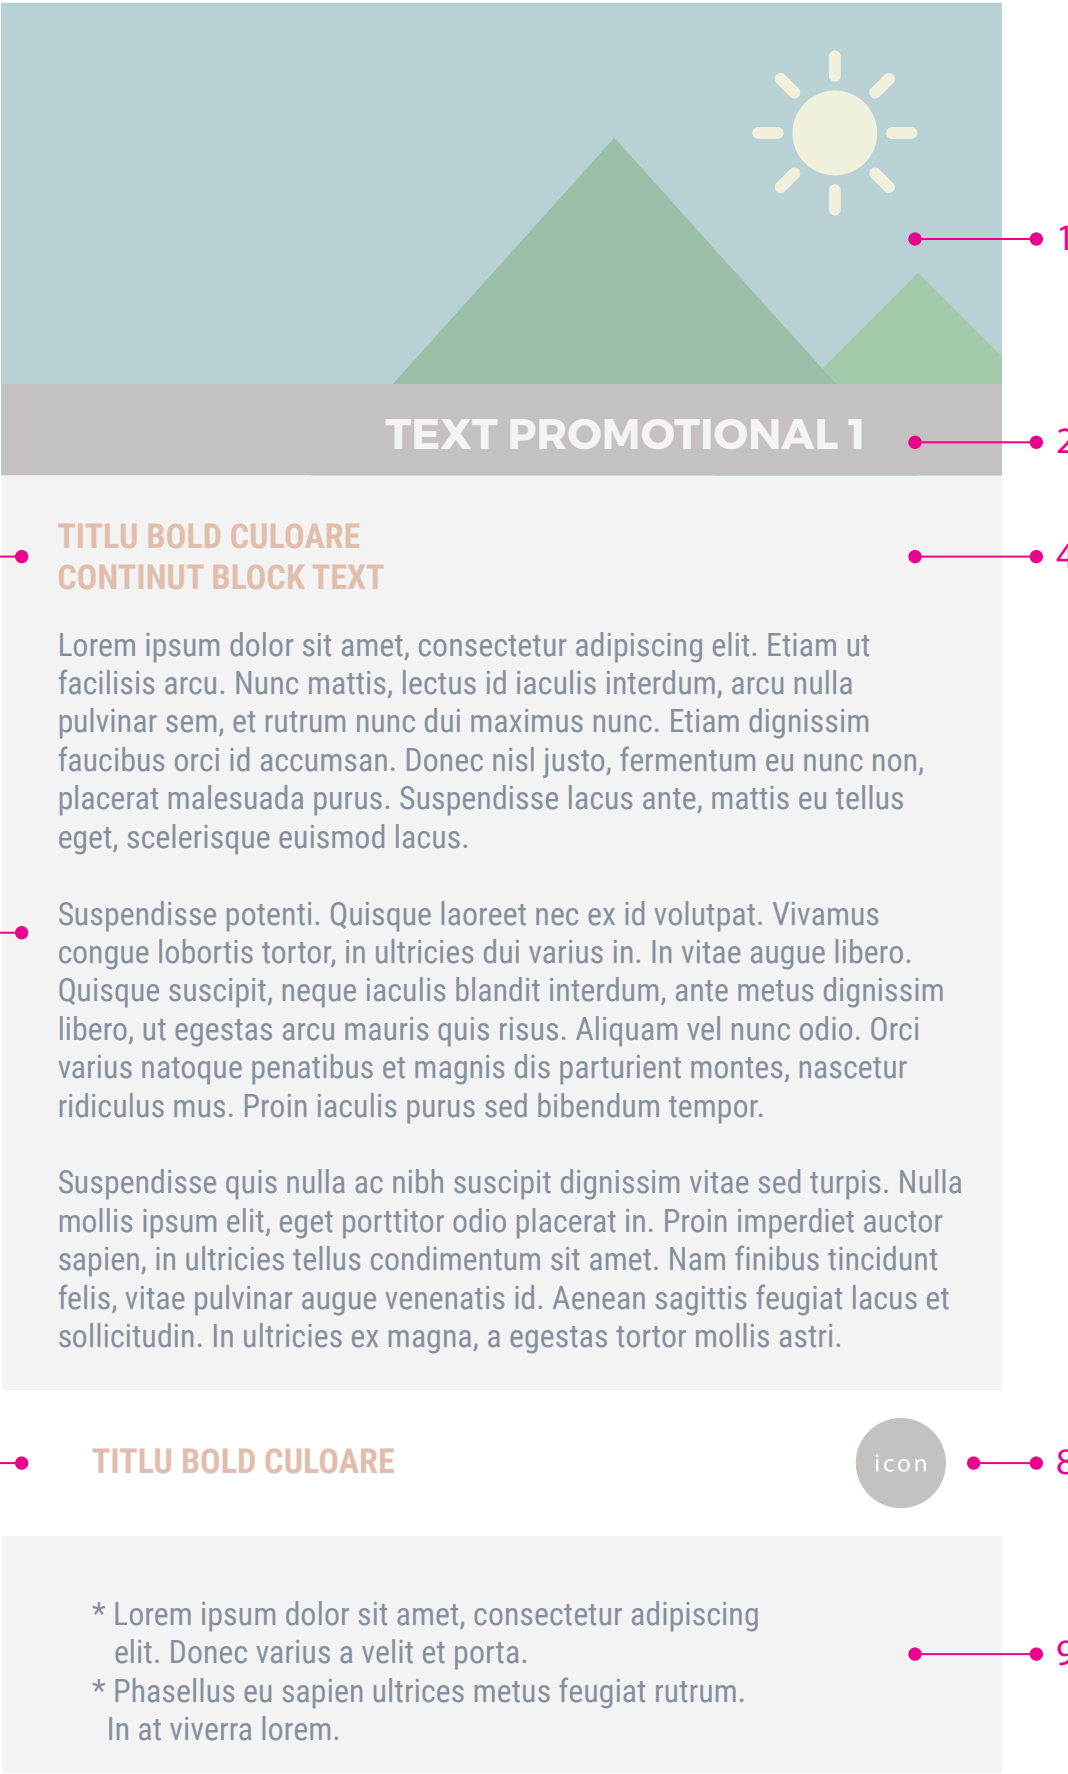 1
TEXT PROMOTIONAL 1
2
TITLU BOLD CULOARE
CONTINUT BLOCK TEXT
4
Lorem ipsum dolor sit amet, consectetur adipiscing elit. Etiam ut
facilisis arcu. Nunc mattis, lectus id iaculis interdum, arcu nulla
pulvinar sem, et rutrum nunc dui maximus nunc. Etiam dignissim
faucibus orci id accumsan. Donec nisl justo, fermentum eu nunc non,
placerat malesuada purus. Suspendisse lacus ante, mattis eu tellus
eget, scelerisque euismod lacus.
Suspendisse potenti. Quisque laoreet nec ex id volutpat. Vivamus
congue lobortis tortor, in ultricies dui varius in. In vitae augue libero.
Quisque suscipit, neque iaculis blandit interdum, ante metus dignissim
libero, ut egestas arcu mauris quis risus. Aliquam vel nunc odio. Orci
varius natoque penatibus et magnis dis parturient montes, nascetur
ridiculus mus. Proin iaculis purus sed bibendum tempor.
Suspendisse quis nulla ac nibh suscipit dignissim vitae sed turpis. Nulla
mollis ipsum elit, eget porttitor odio placerat in. Proin imperdiet auctor
sapien, in ultricies tellus condimentum sit amet. Nam finibus tincidunt
felis, vitae pulvinar augue venenatis id. Aenean sagittis feugiat lacus et
sollicitudin. In ultricies ex magna, a egestas tortor mollis astri.
TITLU BOLD CULOARE
icon
8
* Lorem ipsum dolor sit amet, consectetur adipiscing
elit. Donec varius a velit et porta.
9
* Phasellus eu sapien ultrices metus feugiat rutrum.
In at viverra lorem.